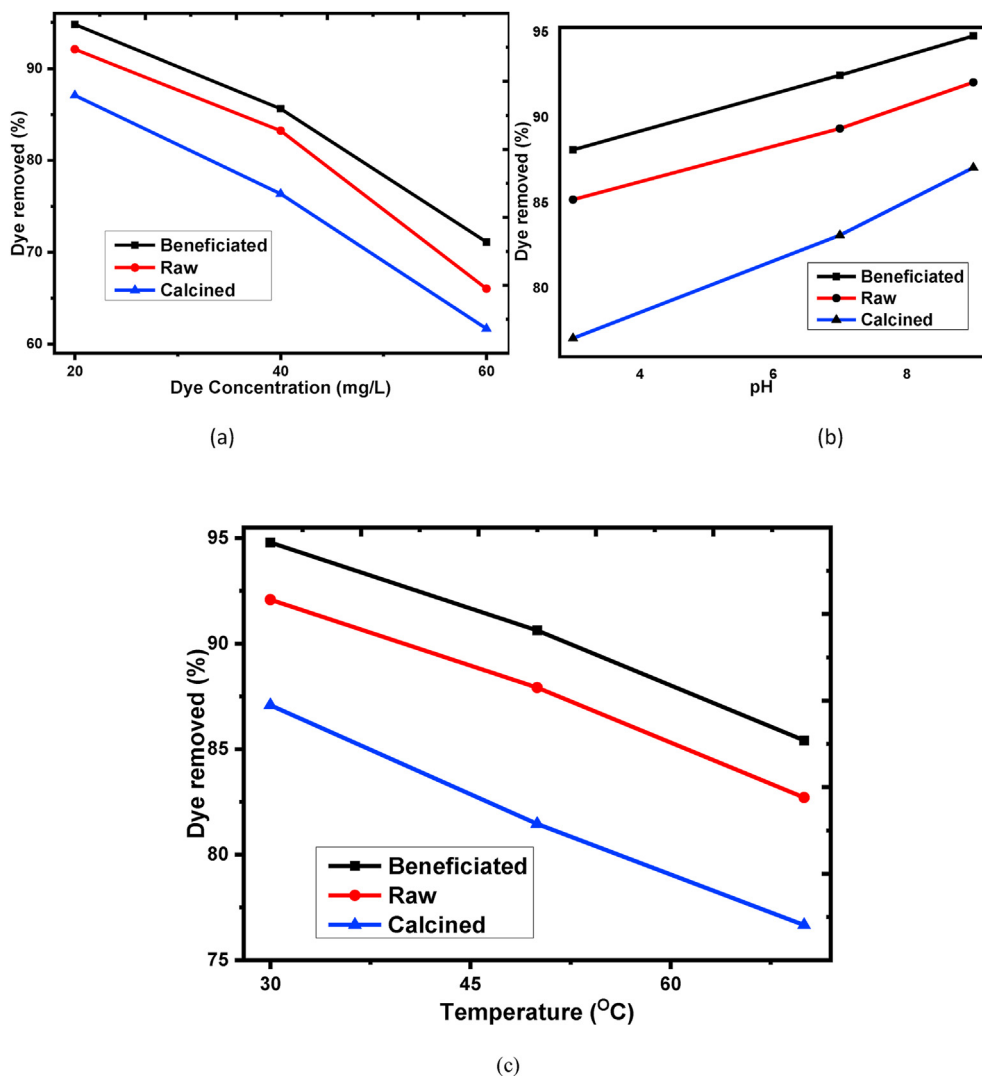 90
80
70
60
Dye removed (%)
Beneficiated
Raw
Calcined
20
40
60
Dye Concentration (mg/L)
(a)
95
90
85
80
Dye removed (%)
Beneficiated
Raw
Calcined
4
6
8
pH
(b)
95
90
85
80
75
Dye removed (%)
Beneficiated
Raw
Calcined
30
45
60
Temperature (OC)
(c)